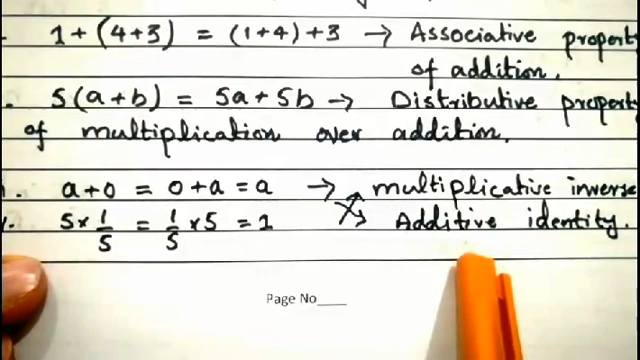 1+(4+3) = (1+4)+3 → Associative property
of addition.
5(a+b) = 5a+5b → Distributive property
of multiplication over addition.
a+0 = 0+a = a → multiplicative inverse
5×1/5 = 1/5×5 = 1 Additive identity.
Page No____